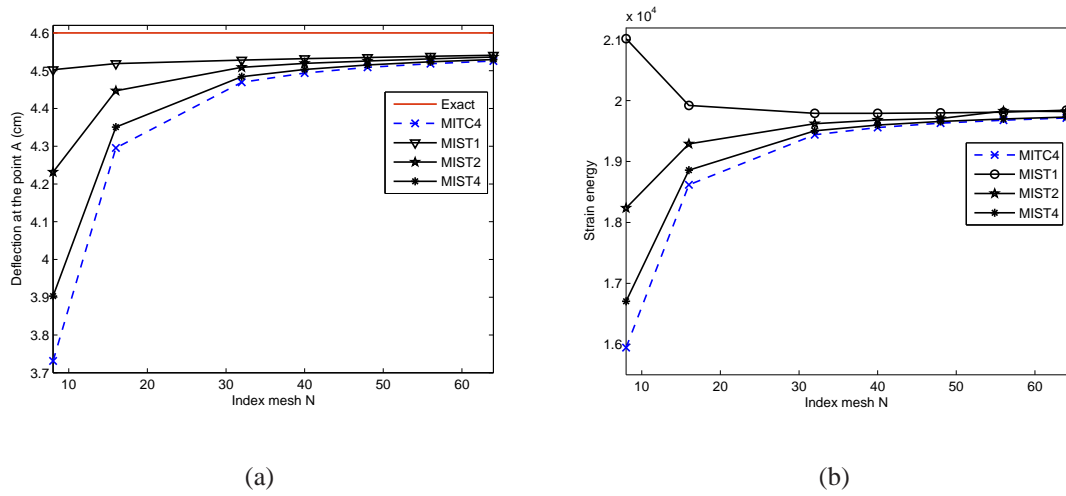 (a)
4.6
4.5
4.4
4.3
4.2
4.1
4
3.9
3.8
3.7
10
20
30
40
50
60
Index mesh N
Deflection at the point A (cm)
Exact
MITC4
MIST1
MIST2
MIST4
(a)
x 10⁴
(b)
2.1
2
1.9
1.8
1.7
1.6
10
20
30
40
50
60
Index mesh N
Strain energy
MITC4
MIST1
MIST2
MIST4
(b)